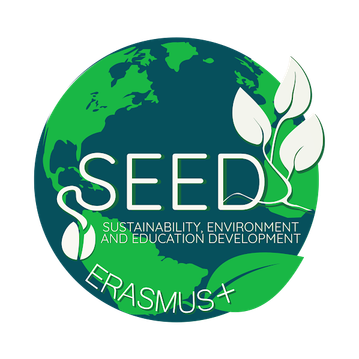 SEED
SUSTAINABILITY, ENVIRONMENT
AND EDUCATION DEVELOPMENT
ERASMUS+